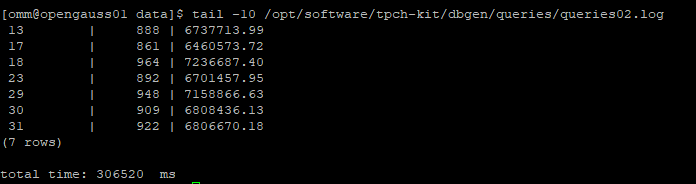 [omm@opengauss01 data]$ tail -10 /opt/software/tpch-kit/dbgen/queries/queries02.log
13 | 888 | 6737713.99
17 | 861 | 6460573.72
18 | 964 | 7236687.40
23 | 892 | 6701457.95
29 | 948 | 7158866.63
30 | 909 | 6808436.13
31 | 922 | 6806670.18
(7 rows)
total time: 306520 ms